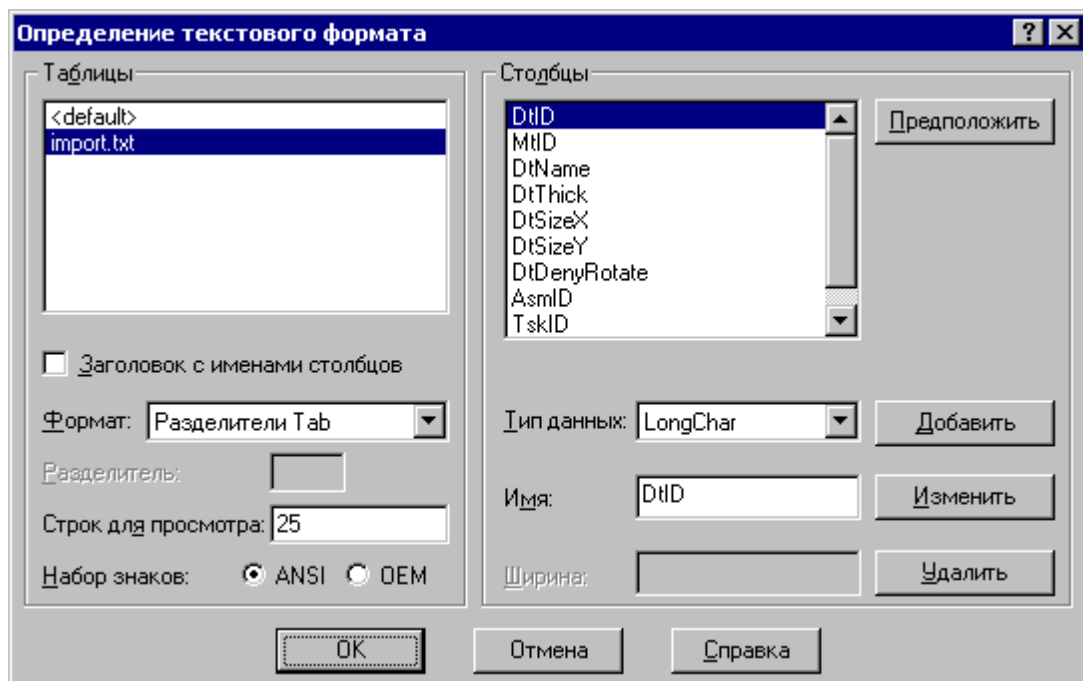 Определение текстового формата
Таблицы
<default>
import.txt
Заголовок с именами столбцов
Формат: Разделители Tab
Разделитель:
Строк для просмотра: 25
Набор знаков: ANSI OEM
Столбцы
DtID
MtID
DtName
DtThick
DtSizeX
DtSizeY
DtDenyRotate
AsmID
TskID
Предположить
Тип данных: LongChar
Добавить
Имя: DtID
Изменить
Ширина:
Удалить
OK
Отмена
Справка